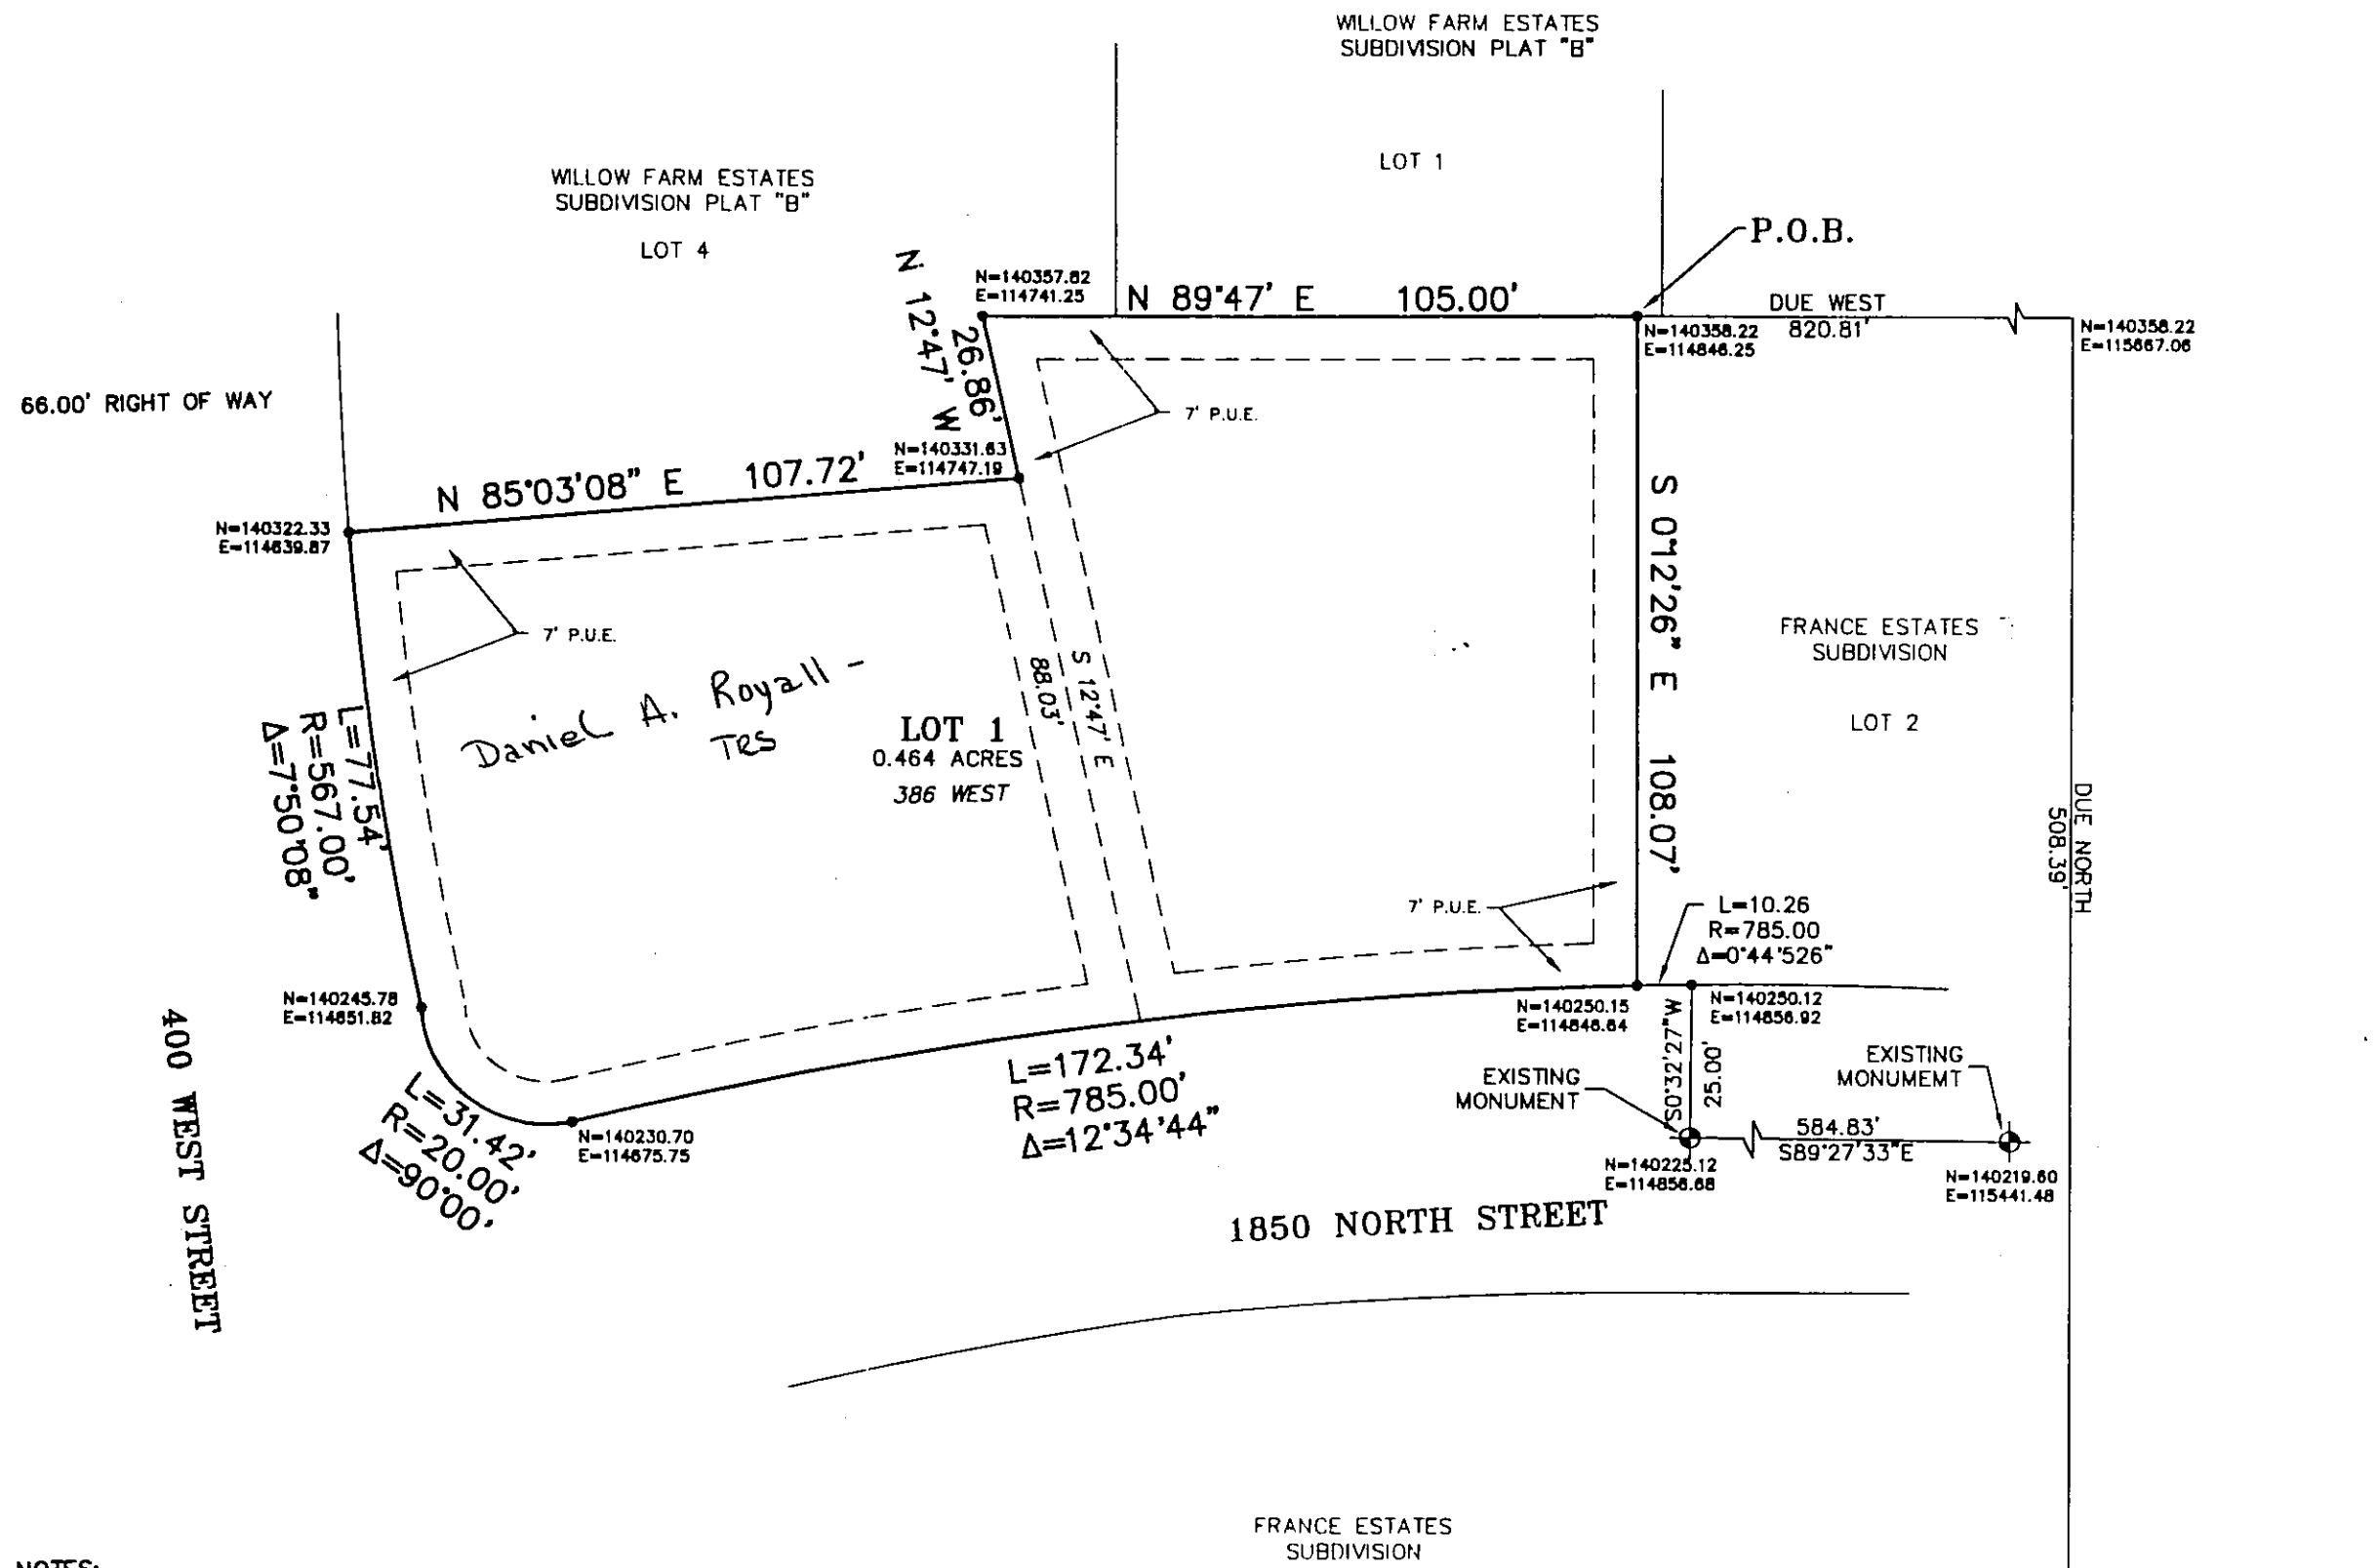 WILLOW FARM ESTATES
SUBDIVISION PLAT "B"
LOT 1
WILLOW FARM ESTATES
SUBDIVISION PLAT "B"
LOT 4
P.O.B.
N=140357.82
E=114741.25
N 89°47' E 105.00'
DUE WEST
820.81'
N=140358.22
E=114846.25
N=140358.22
E=115667.06
N 12°47' W
26.86'
66.00' RIGHT OF WAY
7' P.U.E.
N=140331.63
E=114747.19
N 85°03'08" E 107.72'
N=140322.33
E=114639.87
S 0°12'26" E 108.07'
7' P.U.E.
FRANCE ESTATES
SUBDIVISION
LOT 2
Daniel A. Royall -
TRS
LOT 1
0.464 ACRES
386 WEST
S 12°47' E
88.03'
L=77.54'
R=567.00'
Δ=7°50'08"
DUE NORTH
508.39'
7' P.U.E.
L=10.26
R=785.00
Δ=0°44'526"
N=140245.78
E=114651.82
N=140250.15
E=114846.64
N=140250.12
E=114856.92
S0°32'27"W
25.00'
400 WEST STREET
L=31.42'
R=20.00'
Δ=90°00'
N=140230.70
E=114675.75
L=172.34'
R=785.00'
Δ=12°34'44"
EXISTING
MONUMENT
EXISTING
MONUMEMT
584.83'
S89°27'33"E
N=140225.12
E=114856.68
N=140219.60
E=115441.48
1850 NORTH STREET
FRANCE ESTATES
SUBDIVISION
NOTES: